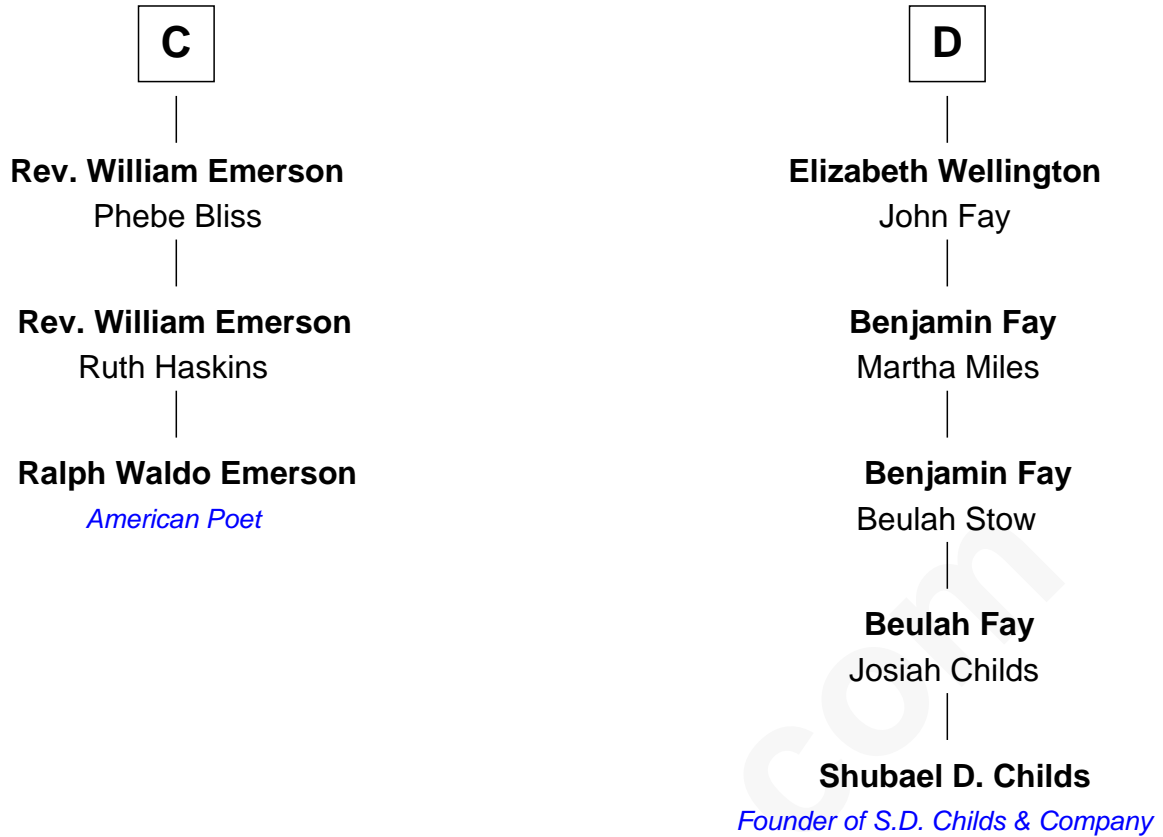 C
Rev. William Emerson
Phebe Bliss
Rev. William Emerson
Ruth Haskins
Ralph Waldo Emerson
American Poet
D
Elizabeth Wellington
John Fay
Benjamin Fay
Martha Miles
Benjamin Fay
Beulah Stow
Beulah Fay
Josiah Childs
Shubael D. Childs
Founder of S.D. Childs & Company
com